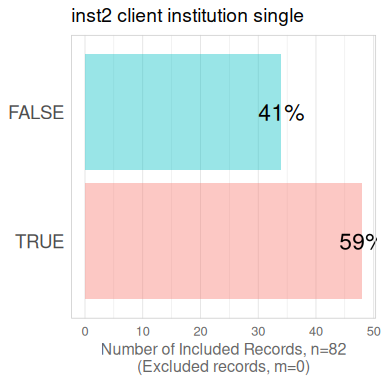 inst2 client institution single
FALSE
41%
TRUE
59%
0 10 20 30 40 50
Number of Included Records, n=82
(Excluded records, m=0)